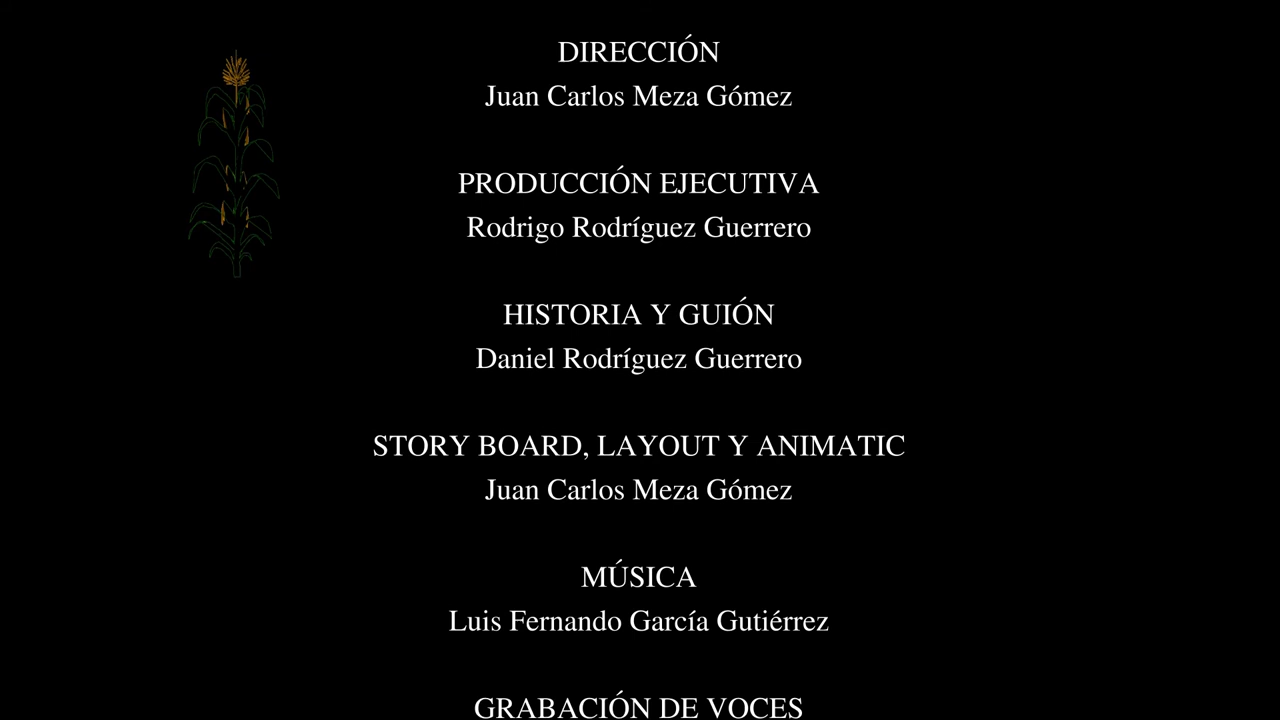 DIRECCIÓN
Juan Carlos Meza Gómez
PRODUCCIÓN EJECUTIVA
Rodrigo Rodríguez Guerrero
HISTORIA Y GUIÓN
Daniel Rodríguez Guerrero
STORY BOARD, LAYOUT Y ANIMATIC
Juan Carlos Meza Gómez
MÚSICA
Luis Fernando García Gutiérrez
GRABACIÓN DE VOCES